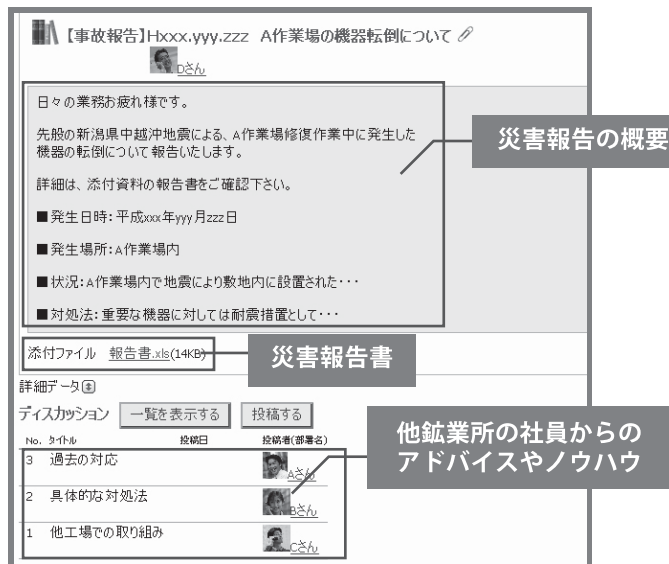 【事故報告】Hxxx.yyy.zzz A作業場の機器転倒について
Dさん
日々の業務お疲れ様です。
先般の新潟県中越沖地震による、A作業場修復作業中に発生した
機器の転倒について報告いたします。
詳細は、添付資料の報告書をご確認下さい。
■発生日時：平成xxx年yyy月zzz日
■発生場所：A作業場内
■状況：A作業場内で地震により敷地内に設置された・・・
■対処法：重要な機器に対しては耐震措置として・・・
災害報告の概要
添付ファイル 報告書.xls(14KB)
災害報告書
詳細データ
ディスカッション 一覧を表示する 投稿する
No. タイトル 投稿日 投稿者(部署名)
3 過去の対応 Aさん
2 具体的な対処法 Bさん
1 他工場での取り組み Cさん
他鉱業所の社員からの
アドバイスやノウハウ